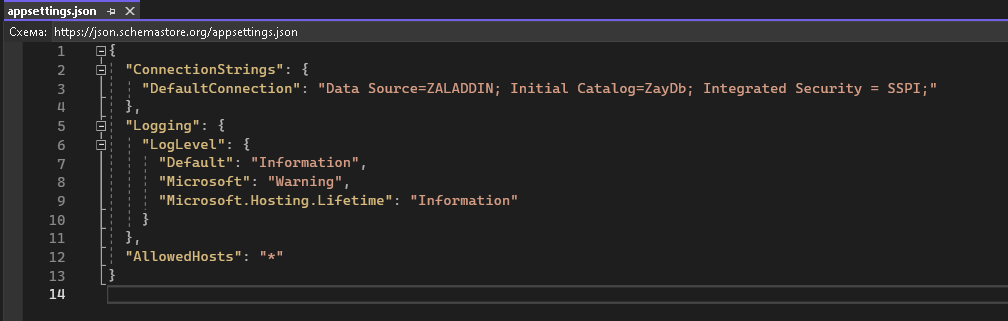 appsettings.json
Схема: https://json.schemastore.org/appsettings.json
1 {
2 "ConnectionStrings": {
3 "DefaultConnection": "Data Source=ZALADDIN; Initial Catalog=ZayDb; Integrated Security = SSPI;"
4 },
5 "Logging": {
6 "LogLevel": {
7 "Default": "Information",
8 "Microsoft": "Warning",
9 "Microsoft.Hosting.Lifetime": "Information"
10 }
11 },
12 "AllowedHosts": "*"
13 }
14